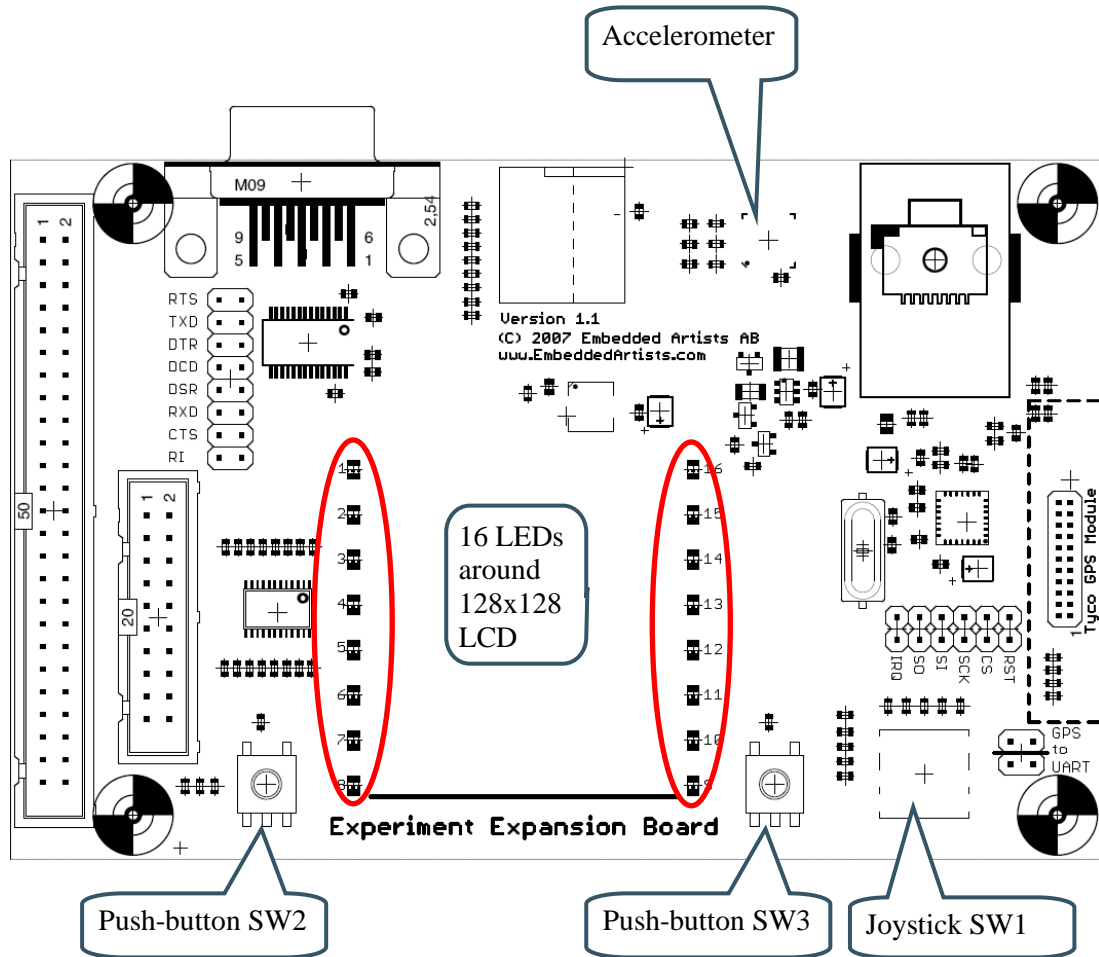 Accelerometer
M09
2,54
9
6
5
1
1
2
RTS
TXD
DTR
DCD
DSR
RXD
CTS
RI
Version 1.1
(C) 2007 Embedded Artists AB
www.EmbeddedArtists.com
50
1
2
20
1
2
3
4
5
6
7
8
16
15
14
13
12
11
10
9
16 LEDs
around
128x128
LCD
IRQ
SO
SI
SCK
CS
RST
Tyco GPS Module
1
GPS
to
UART
Experiment Expansion Board
Push-button SW2
Push-button SW3
Joystick SW1